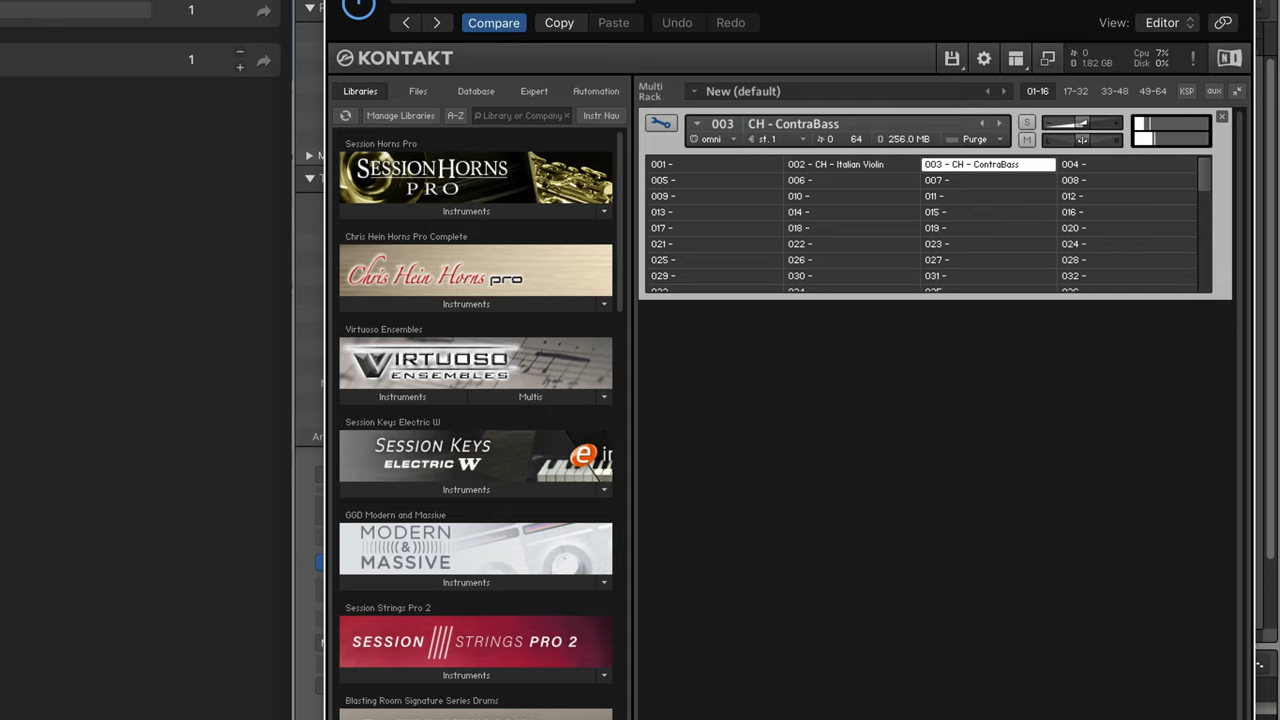 1
1
Compare
Copy
Paste
Undo
Redo
View:
Editor
KONTAKT
0
1.82 GB
Cpu 7%
Disk 0%
!
NI
Libraries
Files
Database
Expert
Automation
Manage Libraries
A-Z
Library or Company
Instr Nav
Session Horns Pro
SESSIONHORNS
PRO
Instruments
Chris Hein Horns Pro Complete
Chris Hein Horns pro
Instruments
Virtuoso Ensembles
VIRTUOSO
ENSEMBLES
Instruments
Multis
Session Keys Electric W
SESSION KEYS
ELECTRIC W
e
Instruments
GGD Modern and Massive
MODERN
&
MASSIVE
Instruments
Session Strings Pro 2
SESSION STRINGS PRO 2
Instruments
Blasting Room Signature Series Drums
Multi
Rack
New (default)
01-16
17-32
33-48
49-64
KSP
aux
003 CH - ContraBass
omni
st. 1
0
64
256.0 MB
Purge
S
M
L
R
001 -
002 - CH - Italian Violin
003 - CH - ContraBass
004 -
005 -
006 -
007 -
008 -
009 -
010 -
011 -
012 -
013 -
014 -
015 -
016 -
017 -
018 -
019 -
020 -
021 -
022 -
023 -
024 -
025 -
026 -
027 -
028 -
029 -
030 -
031 -
032 -